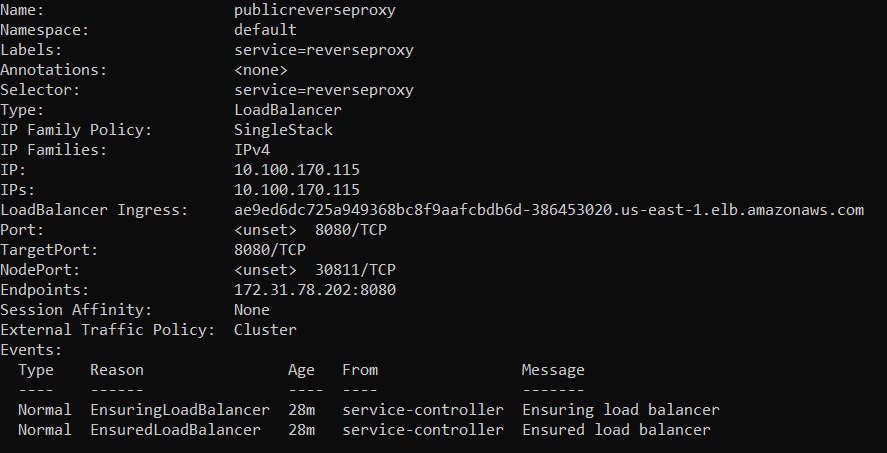 Name: publicreverseproxy
Namespace: default
Labels: service=reverseproxy
Annotations: <none>
Selector: service=reverseproxy
Type: LoadBalancer
IP Family Policy: SingleStack
IP Families: IPv4
IP: 10.100.170.115
IPs: 10.100.170.115
LoadBalancer Ingress: ae9ed6dc725a949368bc8f9aafcbdb6d-386453020.us-east-1.elb.amazonaws.com
Port: <unset> 8080/TCP
TargetPort: 8080/TCP
NodePort: <unset> 30811/TCP
Endpoints: 172.31.78.202:8080
Session Affinity: None
External Traffic Policy: Cluster
Events:
Type Reason Age From Message
---- ------ ---- ---- -------
Normal EnsuringLoadBalancer 28m service-controller Ensuring load balancer
Normal EnsuredLoadBalancer 28m service-controller Ensured load balancer